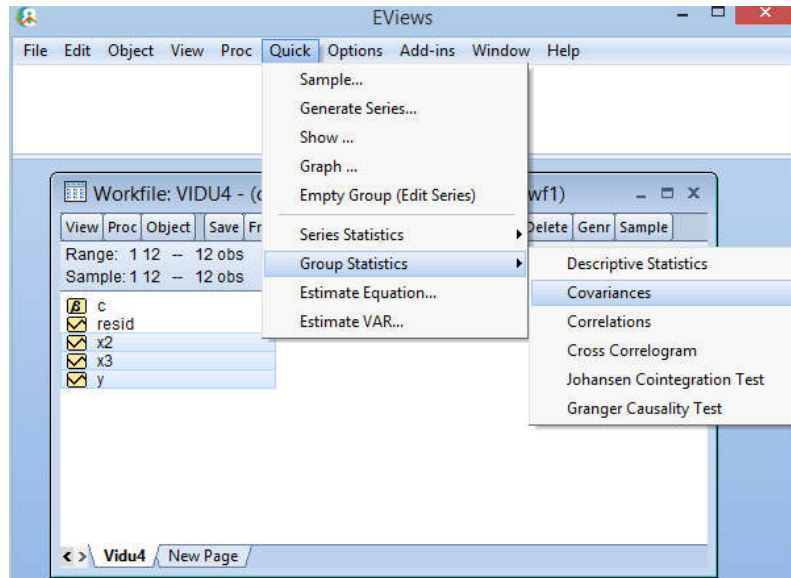 EViews
File Edit Object View Proc Quick Options Add-ins Window Help
Sample...
Generate Series...
Show ...
Graph ...
Empty Group (Edit Series)
Series Statistics
Group Statistics
Estimate Equation...
Estimate VAR...
Descriptive Statistics
Covariances
Correlations
Cross Correlogram
Johansen Cointegration Test
Granger Causality Test
Workfile: VIDU4 - (c wf1)
View Proc Object Save Genr Sample
Range: 1 12 -- 12 obs
Sample: 1 12 -- 12 obs
β c
resid
x2
x3
y
Vidu4 New Page